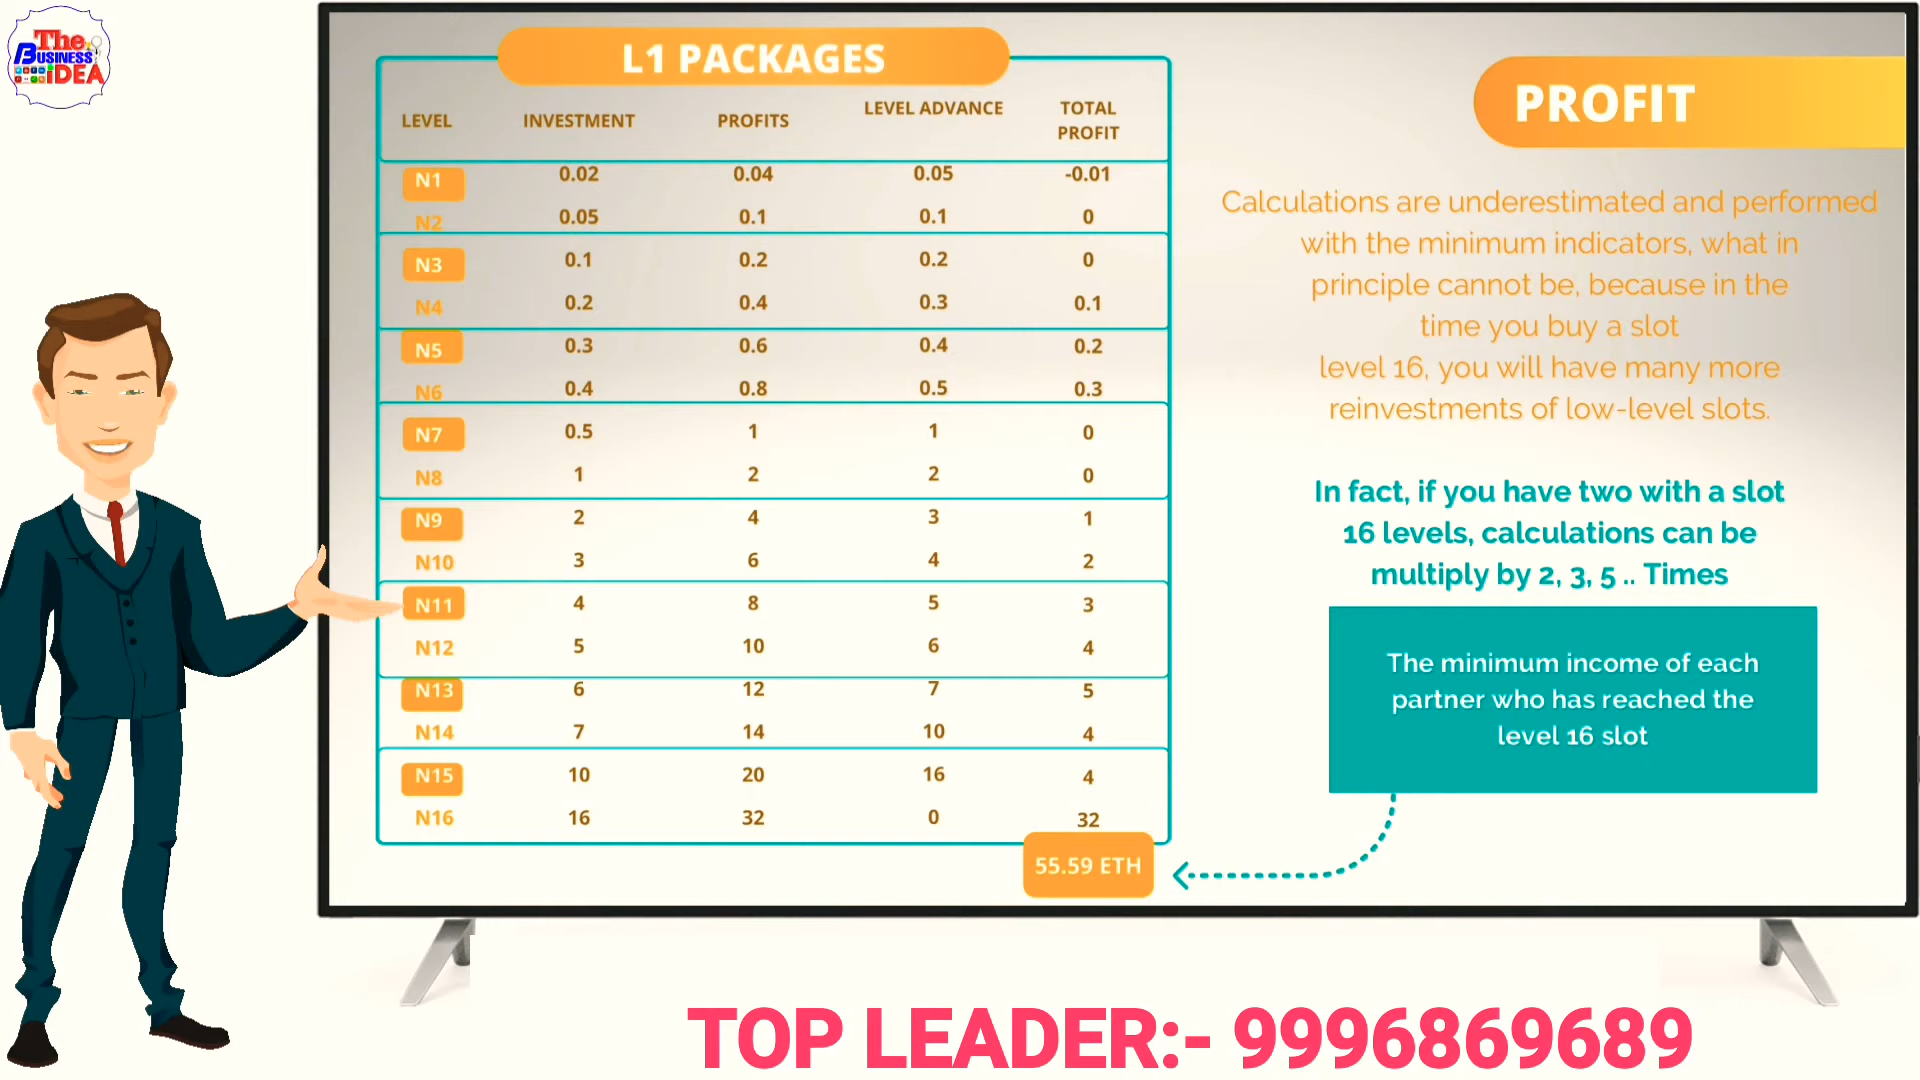 The
BUSINESS
iDEA
L1 PACKAGES
LEVEL INVESTMENT PROFITS LEVEL ADVANCE TOTAL PROFIT
N1 0.02 0.04 0.05 -0.01
N2 0.05 0.1 0.1 0
N3 0.1 0.2 0.2 0
N4 0.2 0.4 0.3 0.1
N5 0.3 0.6 0.4 0.2
N6 0.4 0.8 0.5 0.3
N7 0.5 1 1 0
N8 1 2 2 0
N9 2 4 3 1
N10 3 6 4 2
N11 4 8 5 3
N12 5 10 6 4
N13 6 12 7 5
N14 7 14 10 4
N15 10 20 16 4
N16 16 32 0 32
55.59 ETH
PROFIT
Calculations are underestimated and performed
with the minimum indicators, what in
principle cannot be, because in the
time you buy a slot
level 16, you will have many more
reinvestments of low-level slots.
In fact, if you have two with a slot
16 levels, calculations can be
multiply by 2, 3, 5 .. Times
The minimum income of each
partner who has reached the
level 16 slot
TOP LEADER:- 9996869689